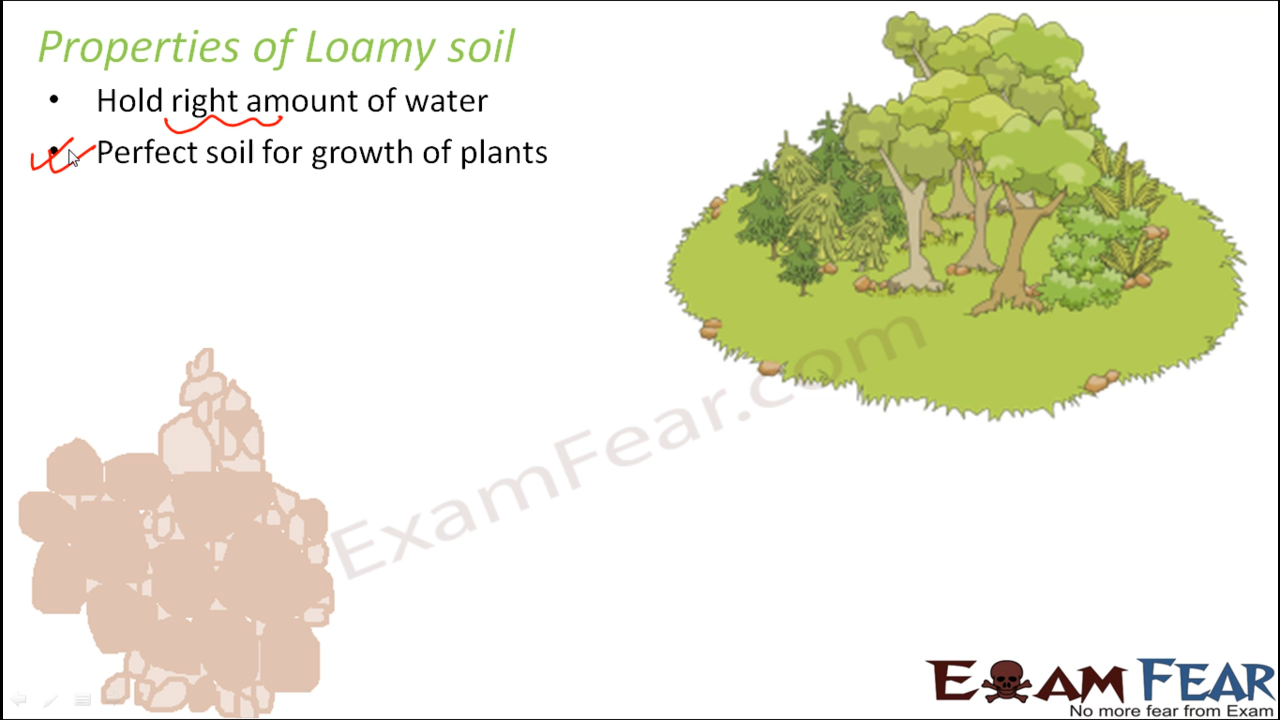 Properties of Loamy soil
• Hold right amount of water
• Perfect soil for growth of plants
ExamFear.com
EXAM FEAR
No more fear from Exam